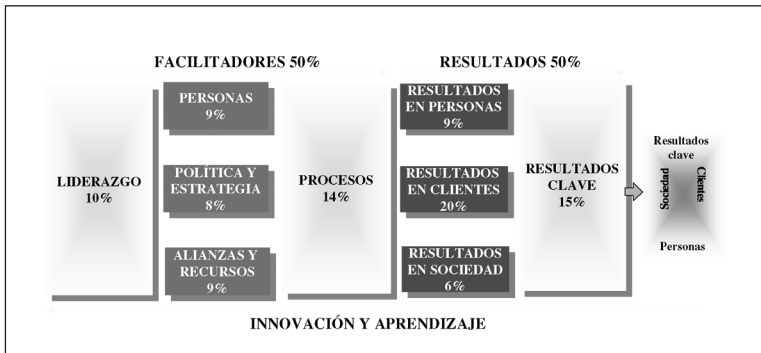 FACILITADORES 50%
RESULTADOS 50%
LIDERAZGO
10%
PERSONAS
9%
POLÍTICA Y
ESTRATEGIA
8%
ALIANZAS Y
RECURSOS
9%
PROCESOS
14%
RESULTADOS
EN PERSONAS
9%
RESULTADOS
EN CLIENTES
20%
RESULTADOS
EN SOCIEDAD
6%
RESULTADOS
CLAVE
15%
Resultados
clave
Sociedad
Clientes
Personas
INNOVACIÓN Y APRENDIZAJE